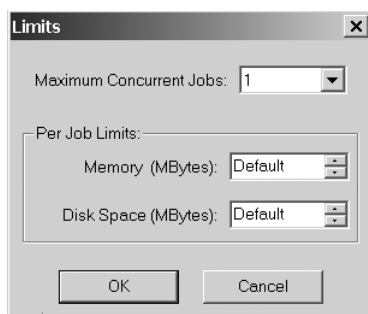 Limits
Maximum Concurrent Jobs: 1
Per Job Limits:
Memory (MBytes): Default
Disk Space (MBytes): Default
OK Cancel